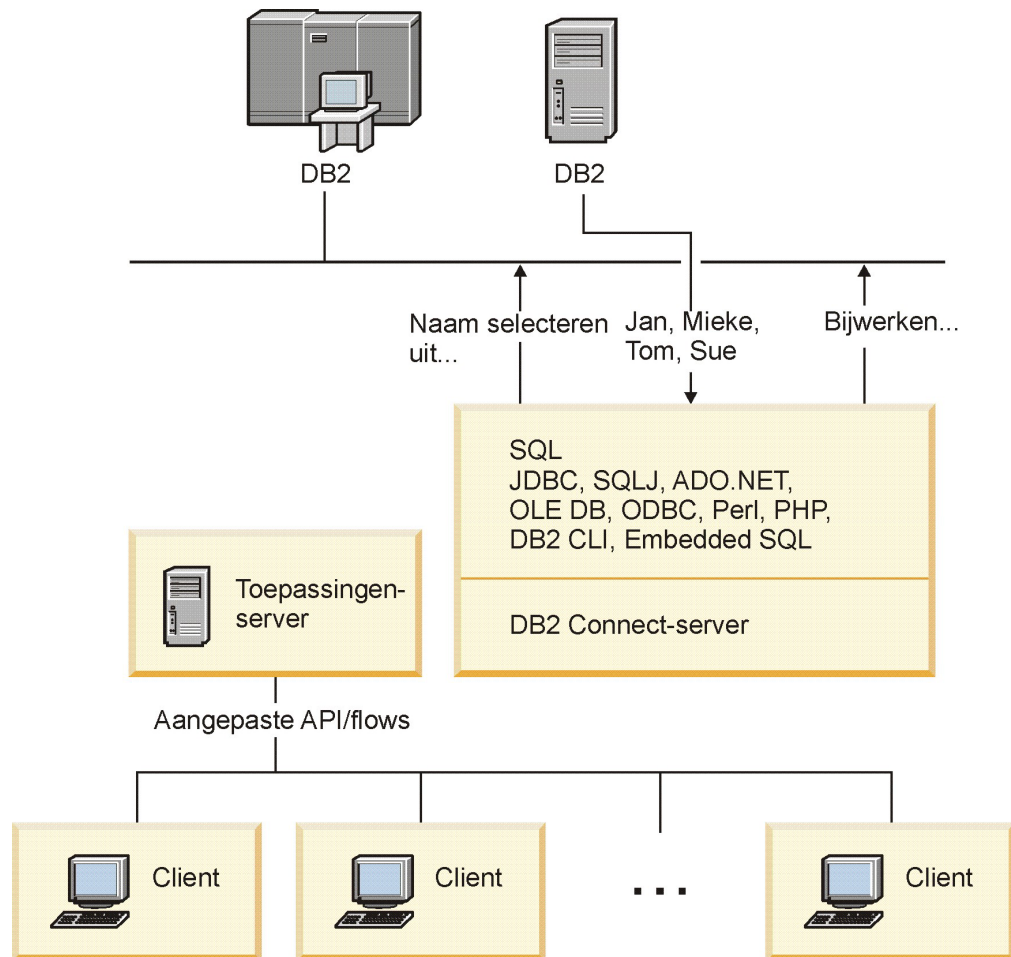 DB2
DB2
Naam selecteren
uit...
Jan, Mieke,
Tom, Sue
Bijwerken...
SQL
JDBC, SQLJ, ADO.NET,
OLE DB, ODBC, Perl, PHP,
DB2 CLI, Embedded SQL
DB2 Connect-server
Toepassingen-
server
Aangepaste API/flows
Client
Client
...
Client